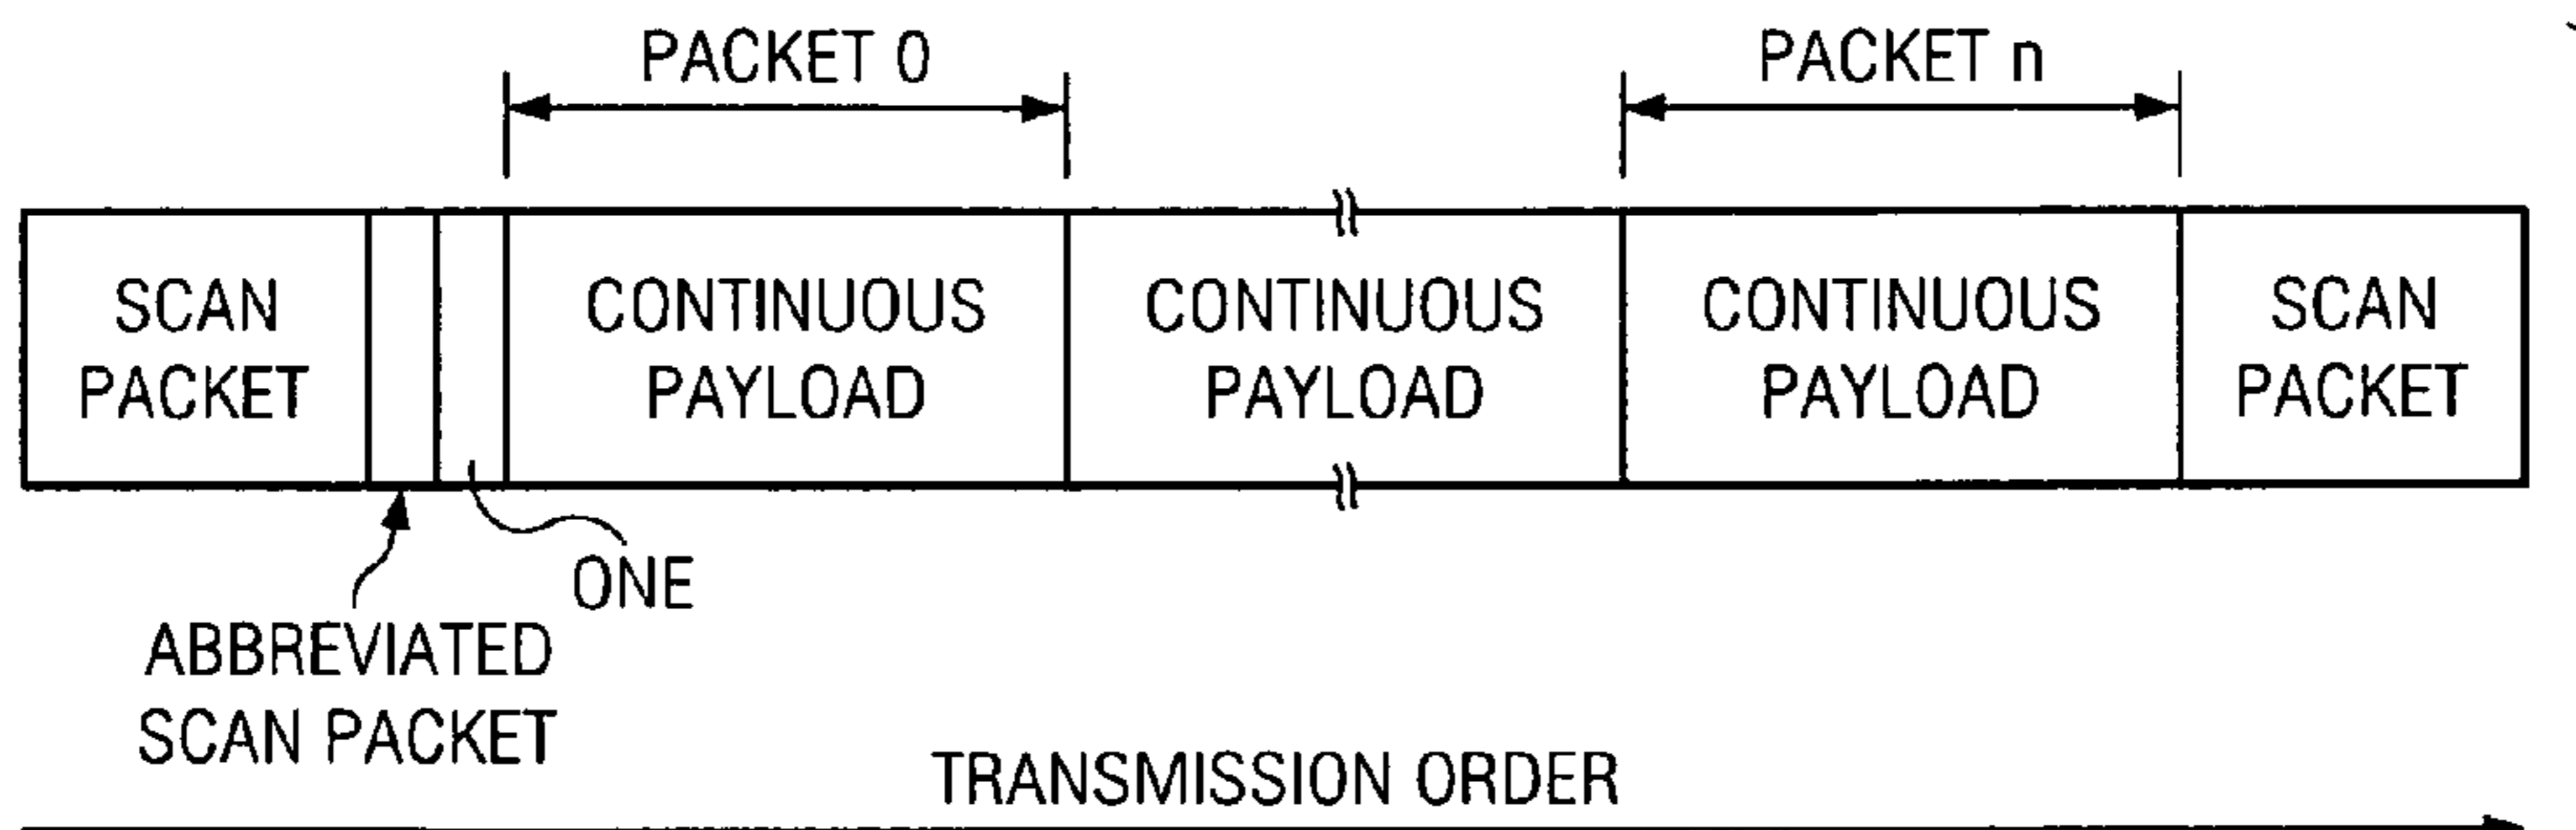 PACKET 0
PACKET n
SCAN
PACKET
CONTINUOUS
PAYLOAD
CONTINUOUS
PAYLOAD
CONTINUOUS
PAYLOAD
SCAN
PACKET
ONE
ABBREVIATED
SCAN PACKET
TRANSMISSION ORDER